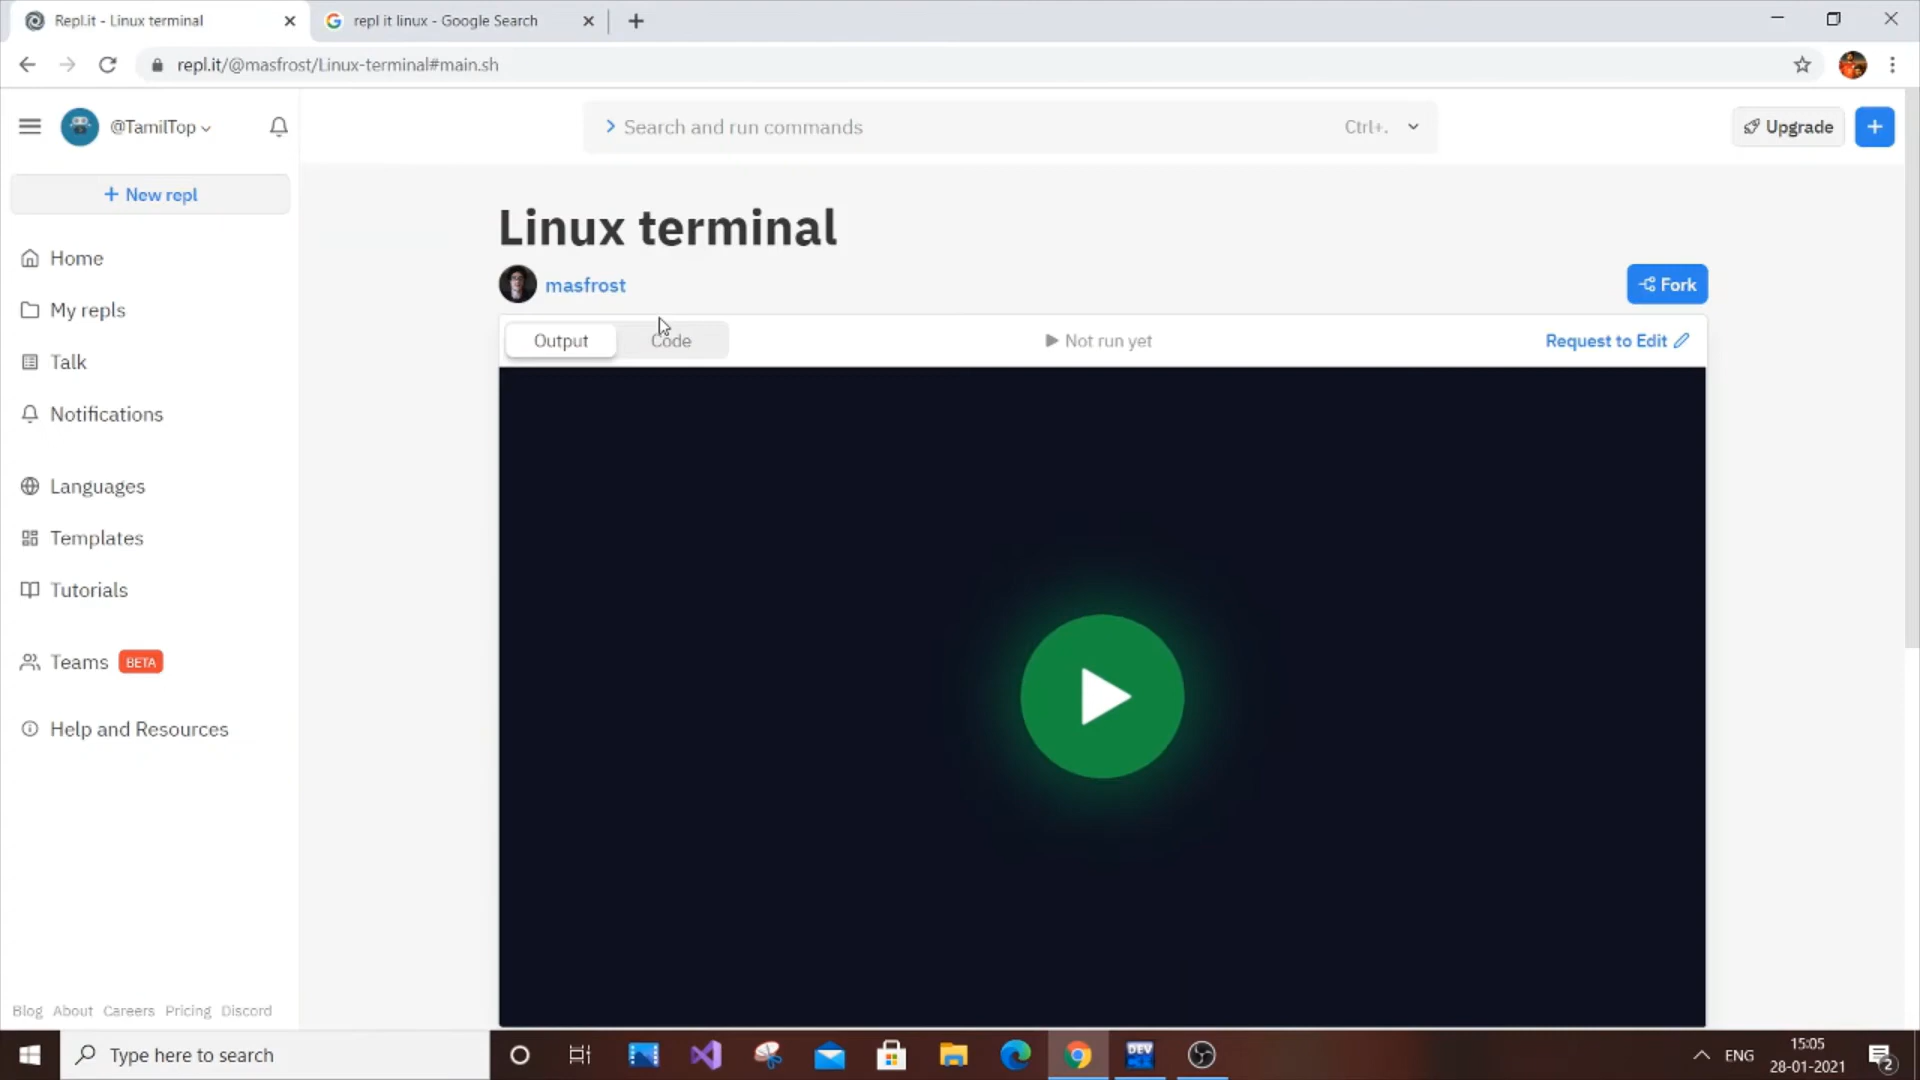 Repl.it - Linux terminal
repl it linux - Google Search
repl.it/@masfrost/Linux-terminal#main.sh
@TamilTop
Search and run commands
Ctrl+.
Upgrade
+ New repl
Home
My repls
Talk
Notifications
Languages
Templates
Tutorials
Teams BETA
Help and Resources
Blog About Careers Pricing Discord
Linux terminal
masfrost
Fork
Output
Code
Not run yet
Request to Edit
Type here to search
DEV
ENG
15:05
28-01-2021
2